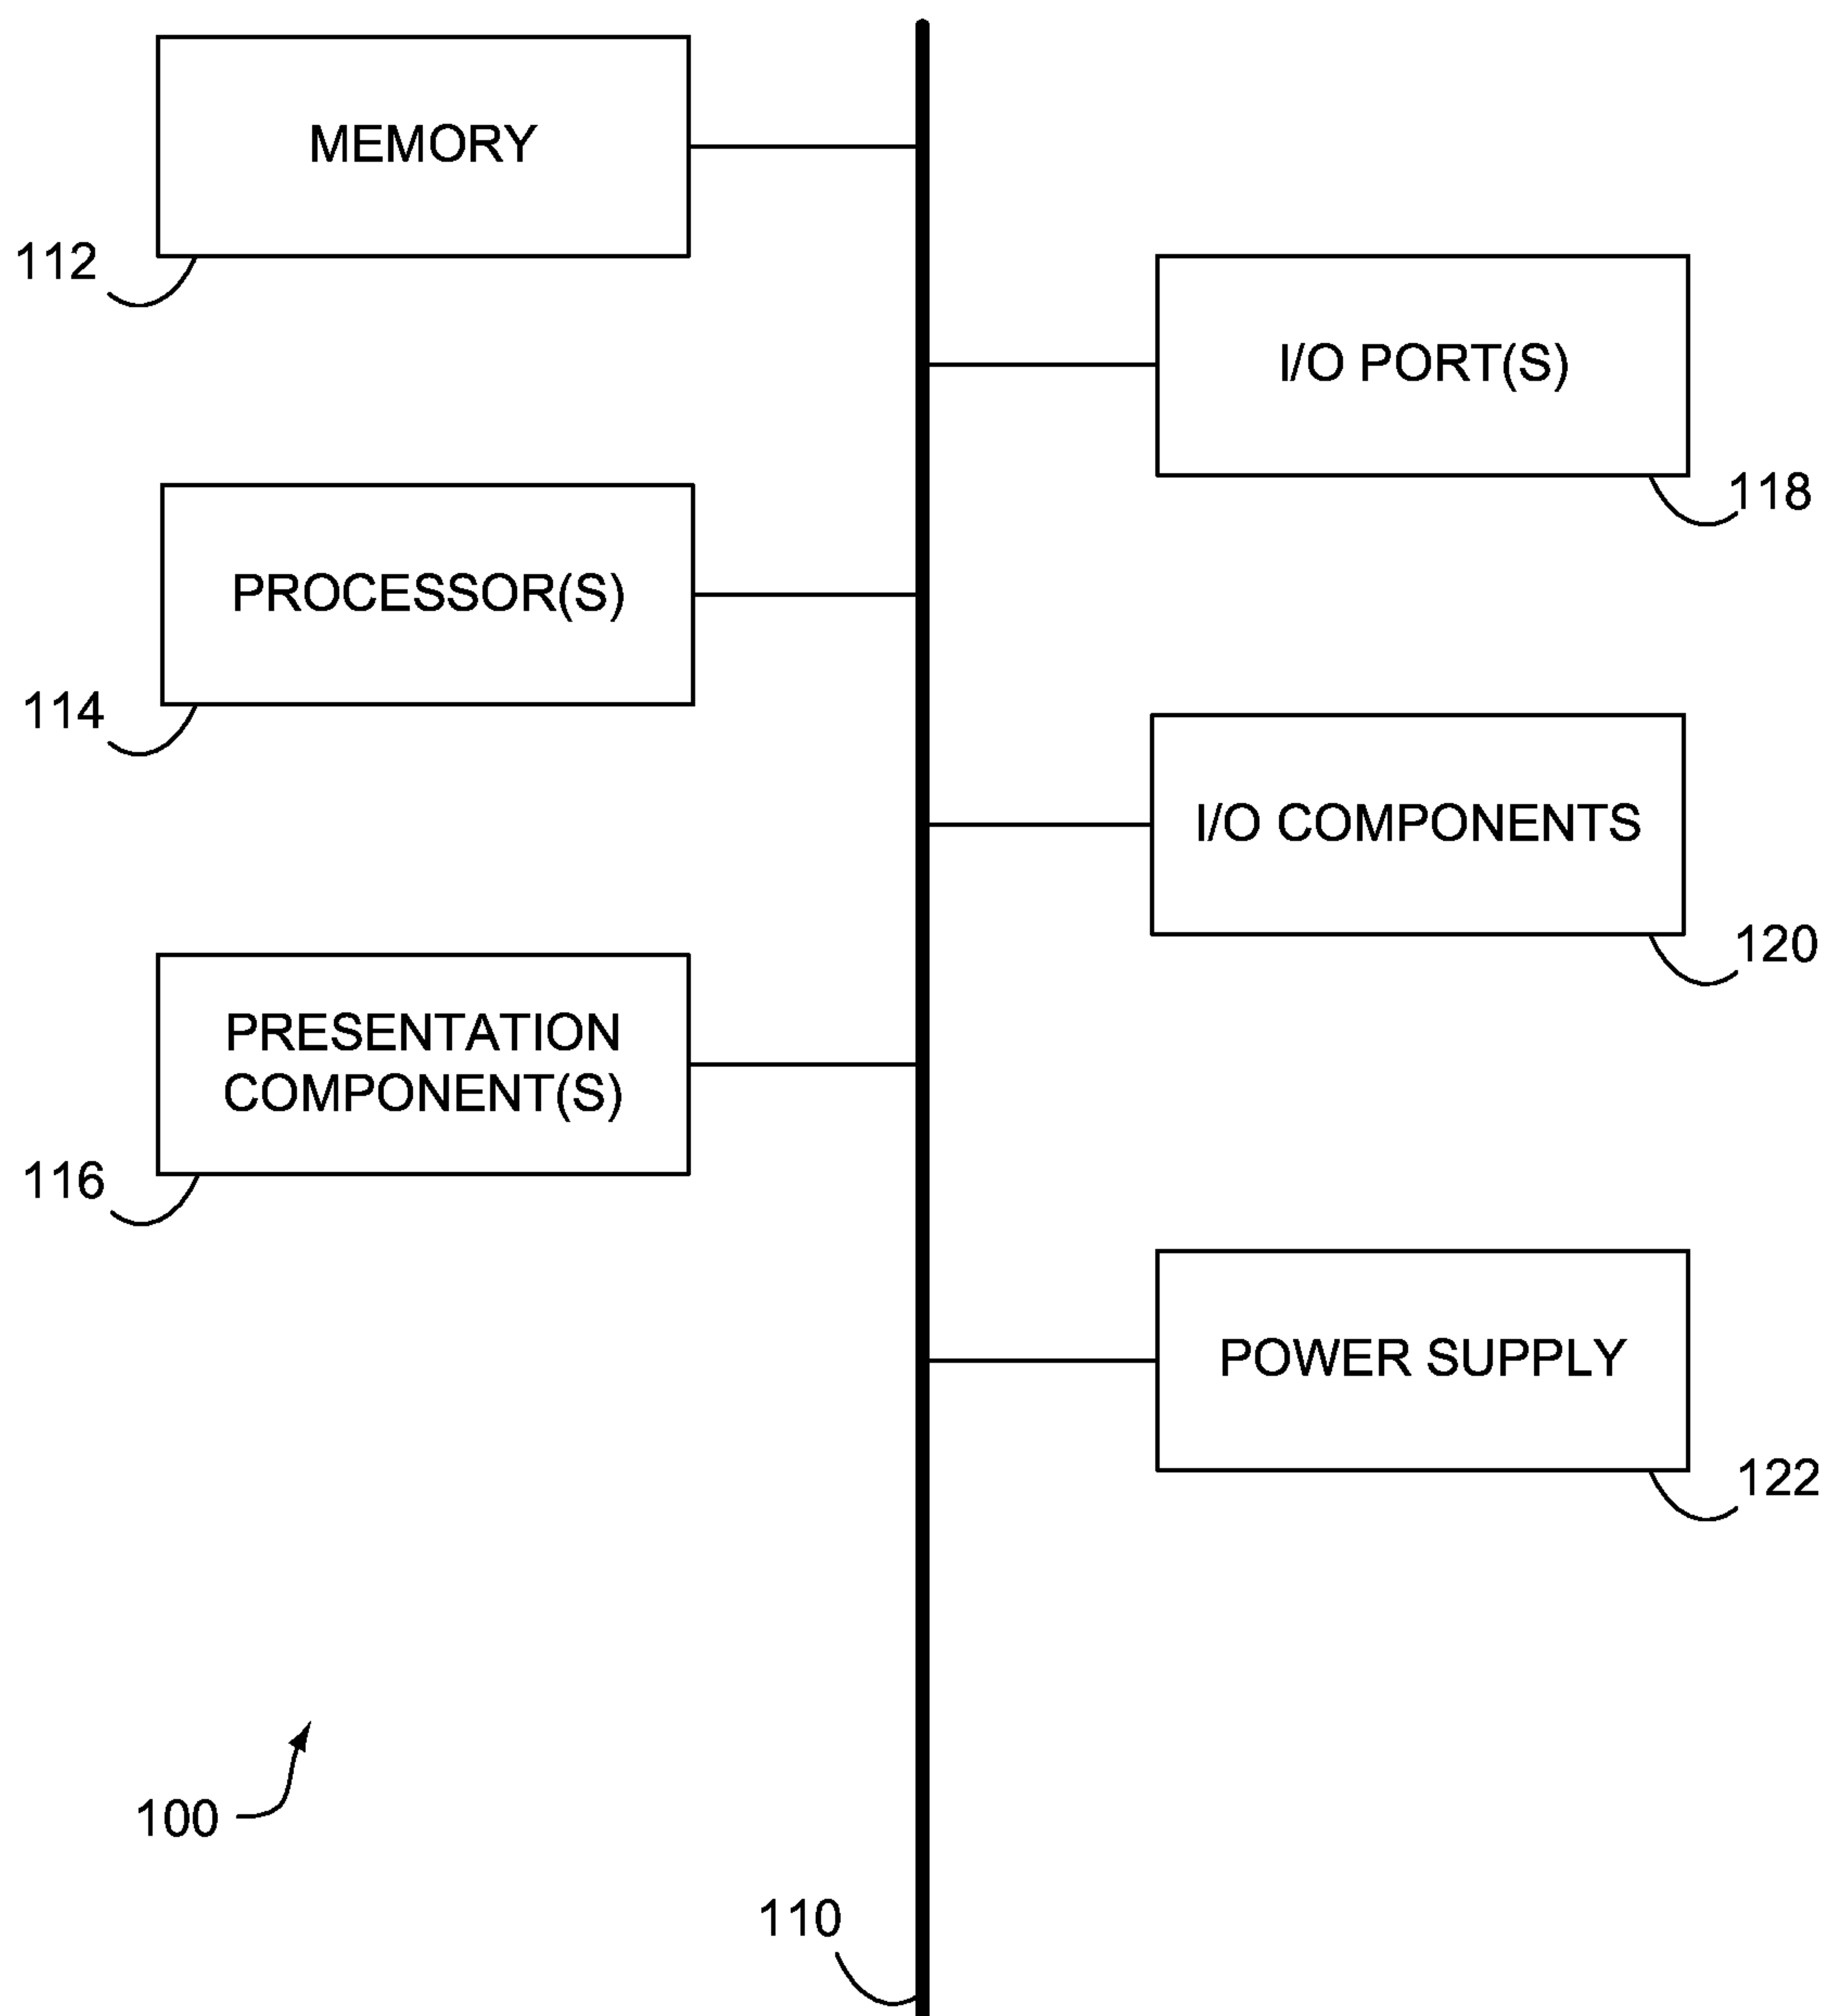 MEMORY
112
I/O PORT(S)
118
PROCESSOR(S)
114
I/O COMPONENTS
120
PRESENTATION
COMPONENT(S)
116
POWER SUPPLY
122
100
110